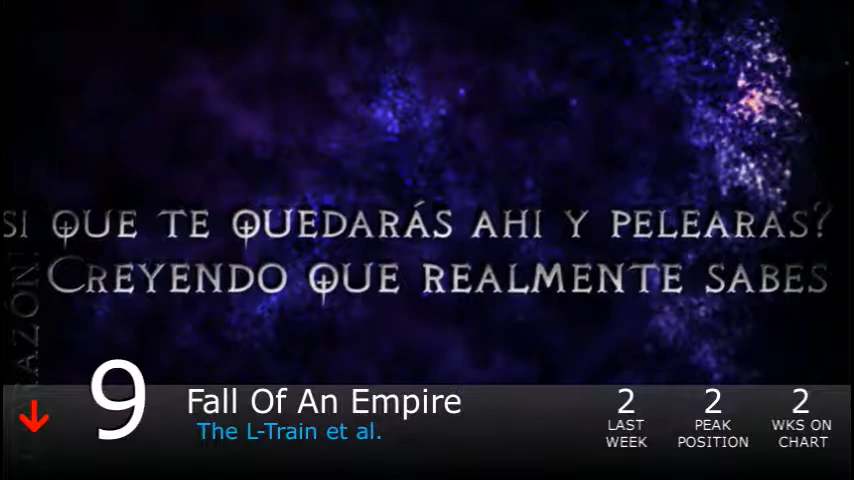 SI QUE TE QUEDARÁS AHI Y PELEARAS?
CREYENDO QUE REALMENTE SABES
9
Fall Of An Empire
The L-Train et al.
2
LAST
WEEK
2
PEAK
POSITION
2
WKS ON
CHART